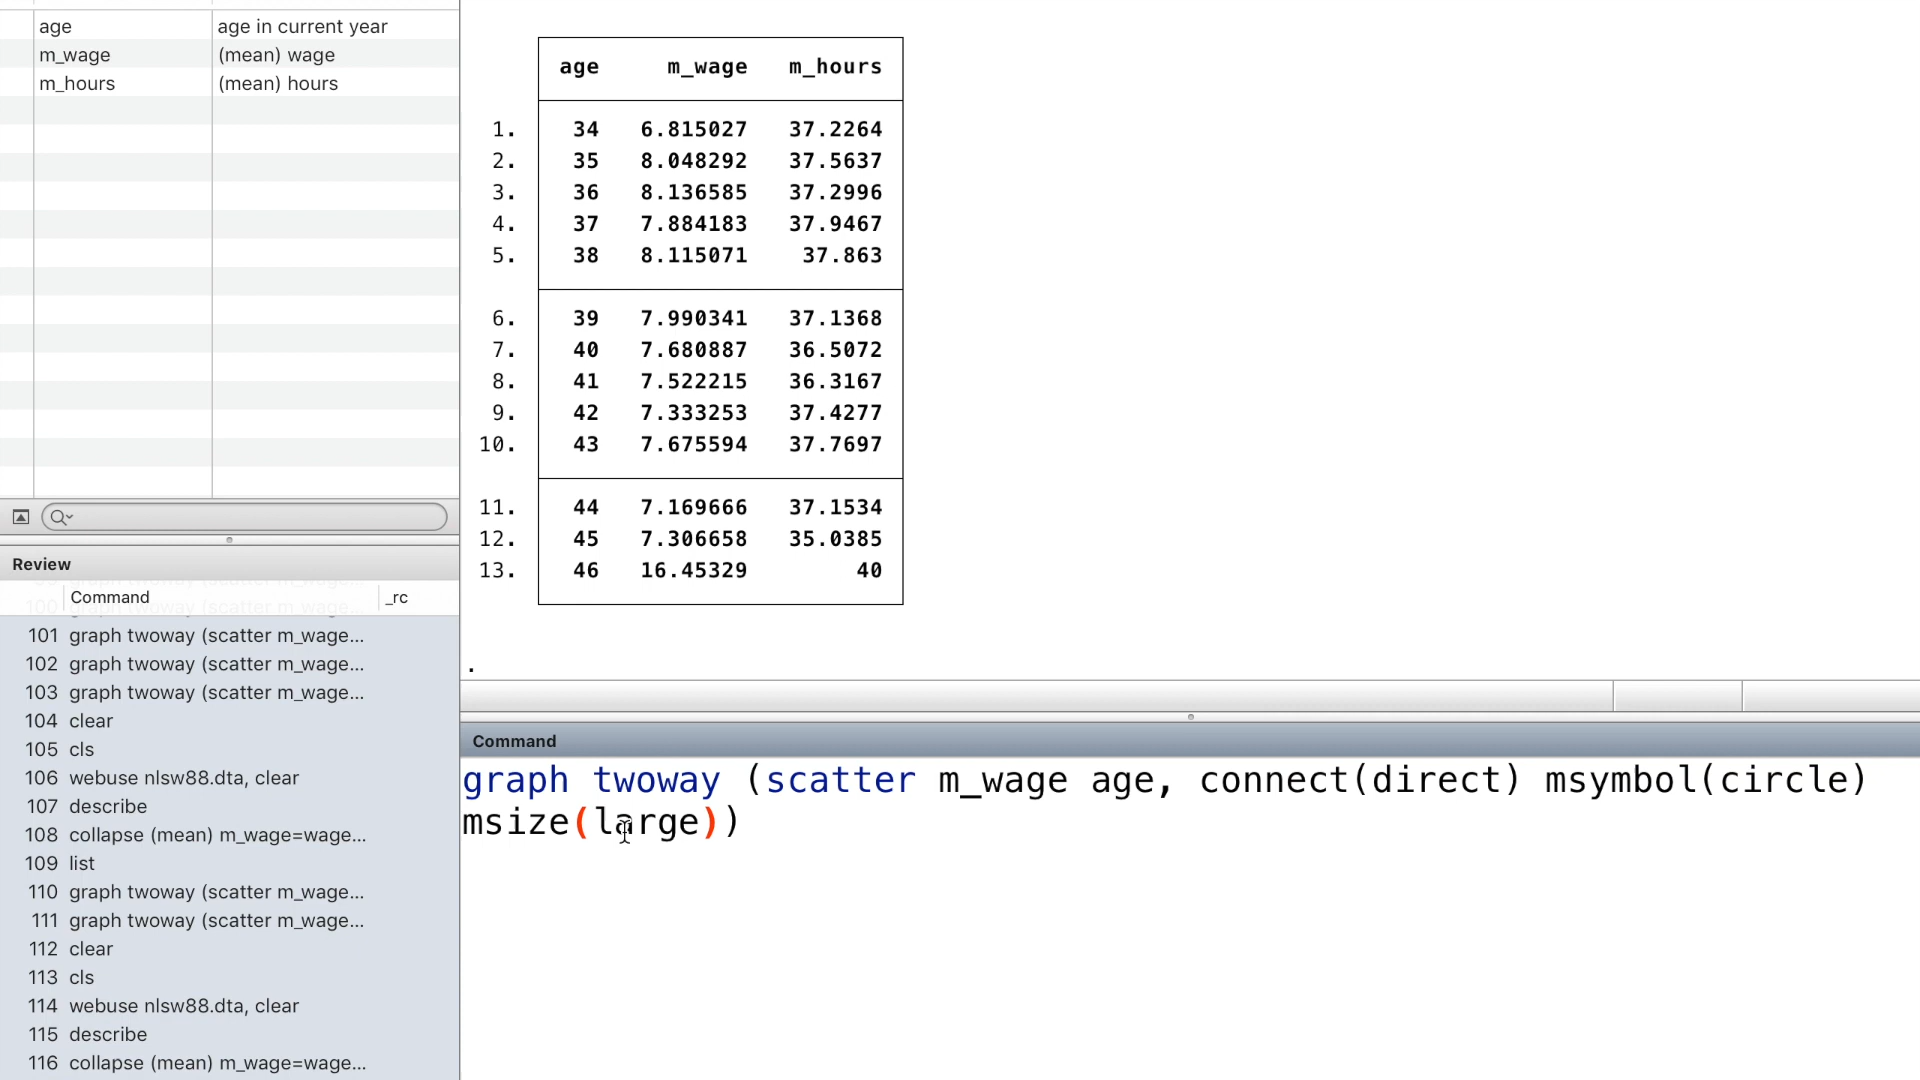 age age in current year
m_wage (mean) wage
m_hours (mean) hours
Review
Command _rc
101 graph twoway (scatter m_wage...
102 graph twoway (scatter m_wage...
103 graph twoway (scatter m_wage...
104 clear
105 cls
106 webuse nlsw88.dta, clear
107 describe
108 collapse (mean) m_wage=wage...
109 list
110 graph twoway (scatter m_wage...
111 graph twoway (scatter m_wage...
112 clear
113 cls
114 webuse nlsw88.dta, clear
115 describe
116 collapse (mean) m_wage=wage...
age m_wage m_hours
1. 34 6.815027 37.2264
2. 35 8.048292 37.5637
3. 36 8.136585 37.2996
4. 37 7.884183 37.9467
5. 38 8.115071 37.863
6. 39 7.990341 37.1368
7. 40 7.680887 36.5072
8. 41 7.522215 36.3167
9. 42 7.333253 37.4277
10. 43 7.675594 37.7697
11. 44 7.169666 37.1534
12. 45 7.306658 35.0385
13. 46 16.45329 40
.
Command
graph twoway (scatter m_wage age, connect(direct) msymbol(circle)
msize(large))